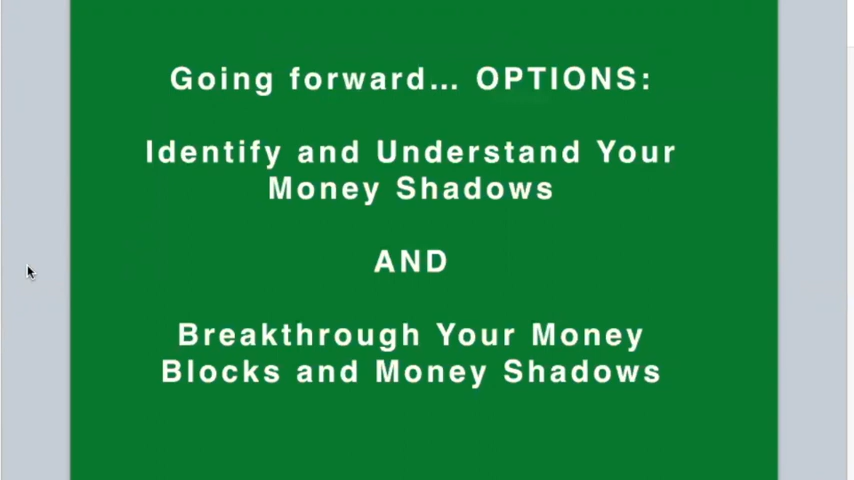 Going forward... OPTIONS:
Identify and Understand Your
Money Shadows
AND
Breakthrough Your Money
Blocks and Money Shadows